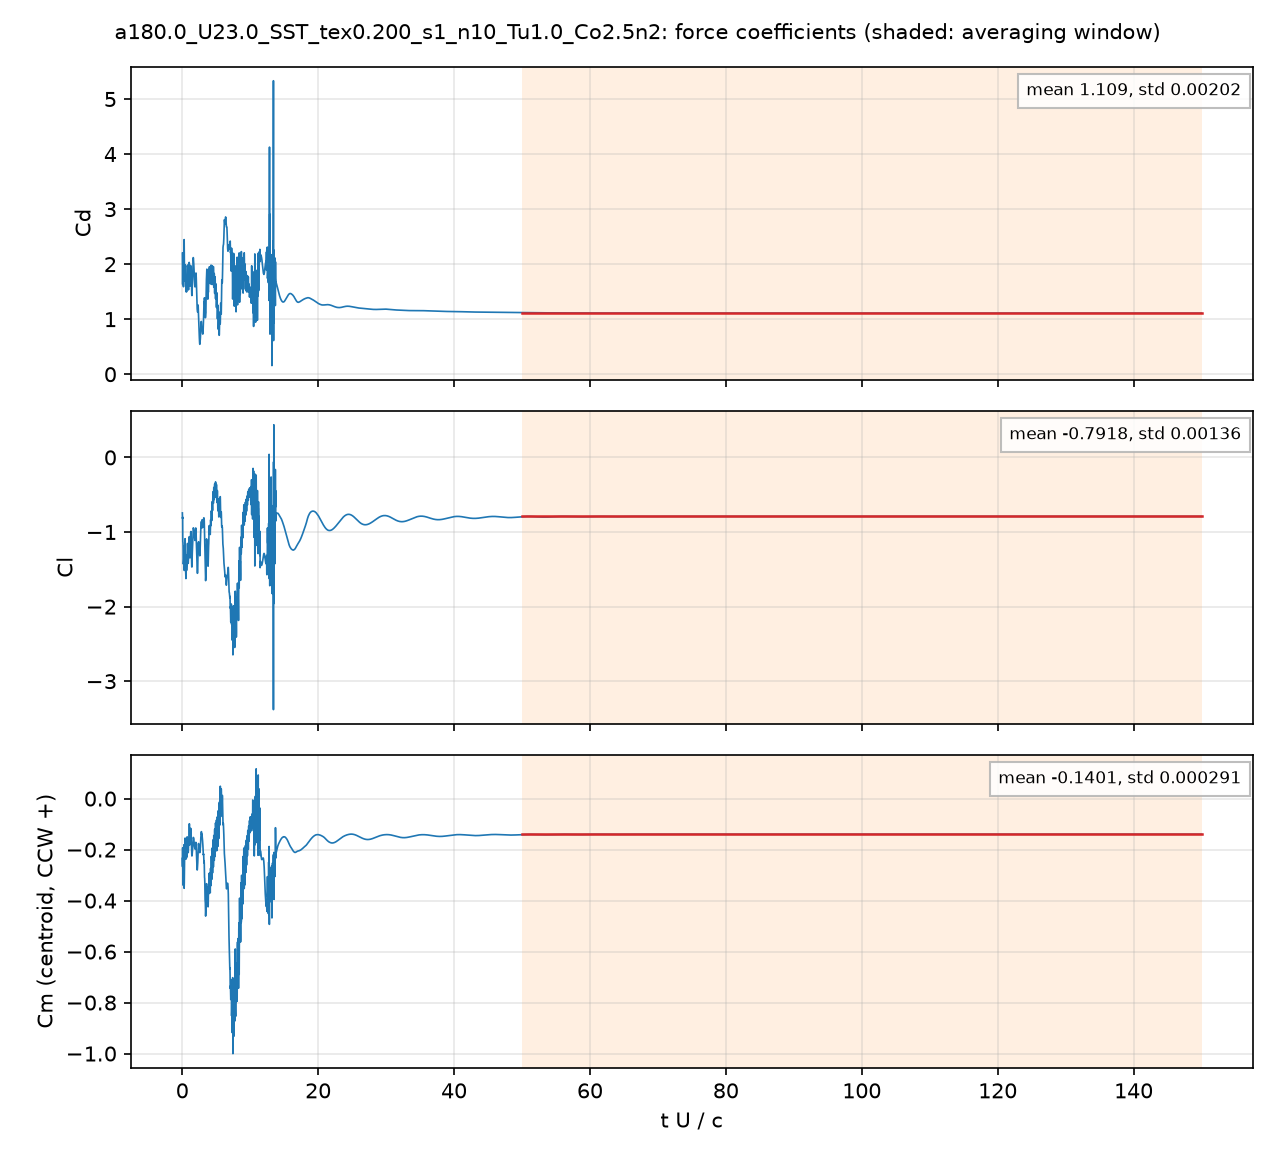 a180.0_U23.0_SST_tex0.200_s1_n10_Tu1.0_Co2.5n2: force coefficients (shaded: averaging window)
mean 1.109, std 0.00202
5
4
3
2
1
0
Cd
mean -0.7918, std 0.00136
0
−1
−2
−3
Cl
mean -0.1401, std 0.000291
0.0
−0.2
−0.4
−0.6
−0.8
−1.0
Cm (centroid, CCW +)
0 20 40 60 80 100 120 140
t U / c